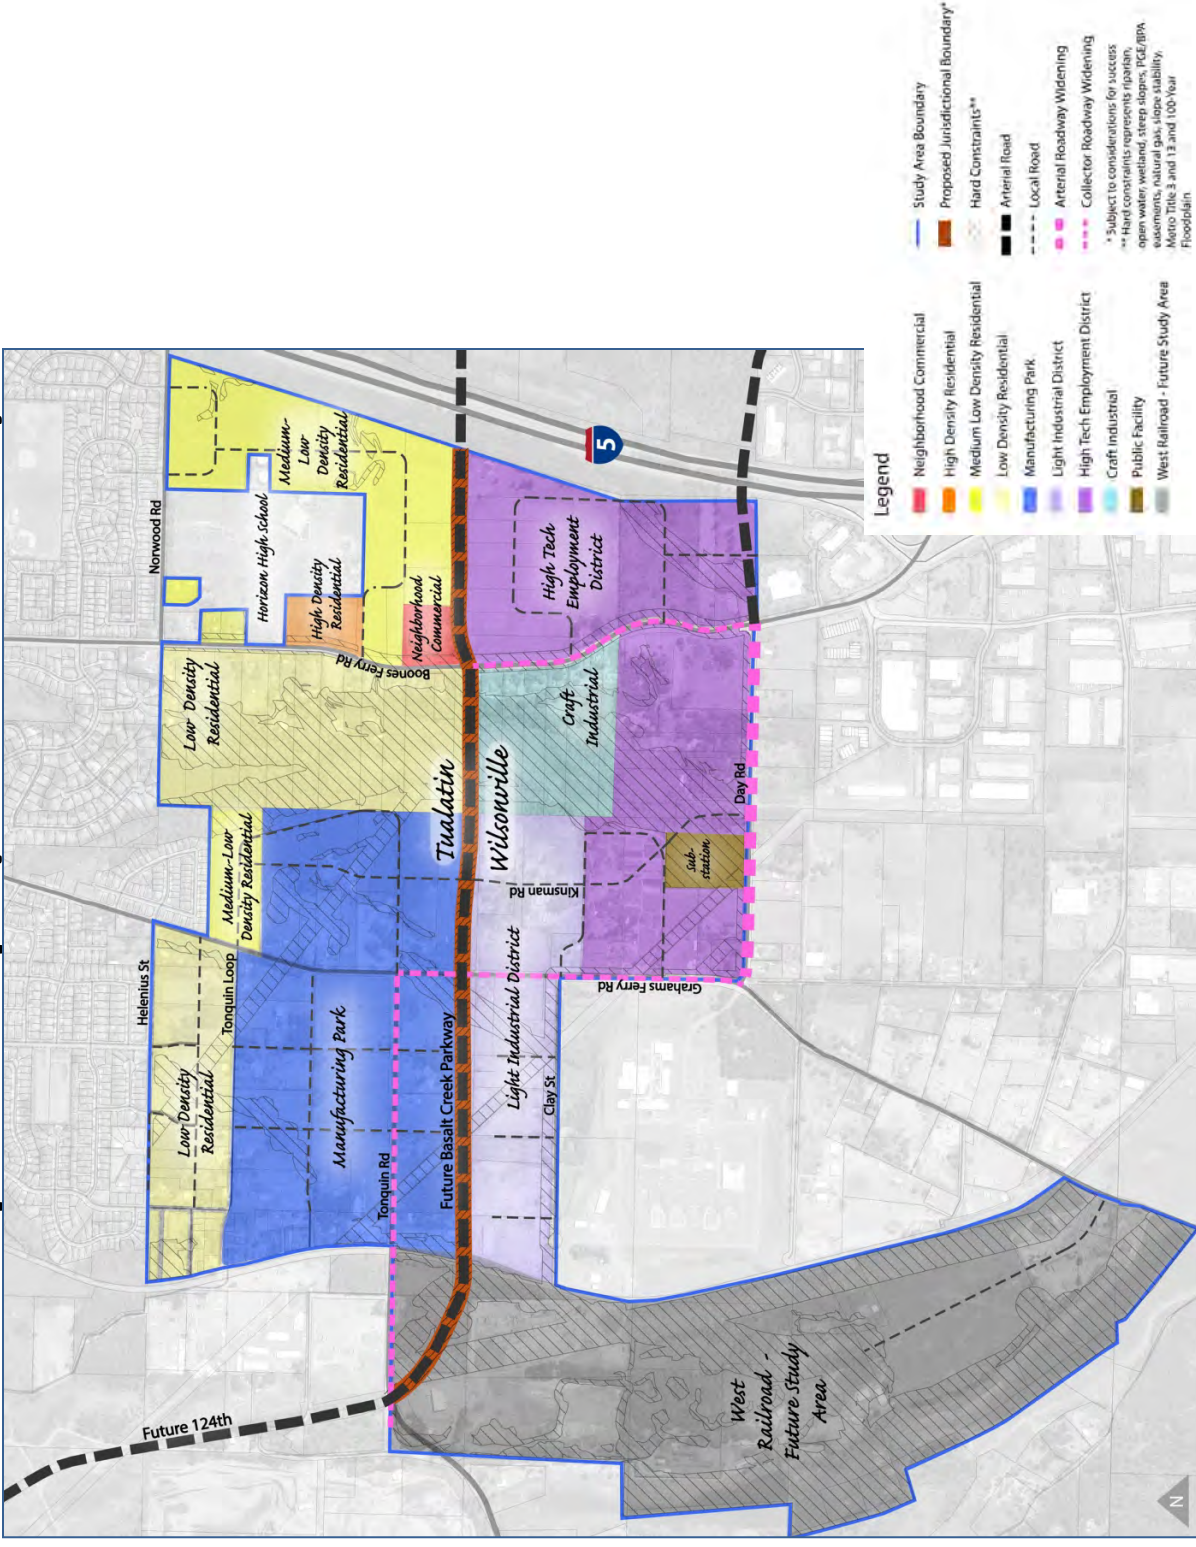 Norwood Rd
Horizon High School
Medium-
Low
Density
Residential
High Density
Residential
Neighborhood
Commercial
Boones Ferry Rd
Low Density
Residential
Medium-Low
Density Residential
Helenius St
Tonquin Loop
Low Density
Residential
Manufacturing Park
Tonquin Rd
Future Basalt Creek Parkway
Tualatin
Wilsonville
High Tech
Employment
District
5
Craft
Industrial
Day Rd
Sub-
station
Kinsman Rd
Grahams Ferry Rd
Light Industrial District
Clay St
Future 124th
West
Railroad -
Future Study
Area
N
Legend
Neighborhood Commercial
High Density Residential
Medium Low Density Residential
Low Density Residential
Manufacturing Park
Light Industrial District
High Tech Employment District
Craft Industrial
Public Facility
West Railroad - Future Study Area
Study Area Boundary
Proposed Jurisdictional Boundary*
Hard Constraints**
Arterial Road
Local Road
Arterial Roadway Widening
Collector Roadway Widening
* Subject to considerations for success
** Hard constraints represents riparian,
open water, wetland, steep slopes, PGE/BPA
easements, natural gas, slope stability,
Metro Title 3 and 13 and 100-Year
Floodplain